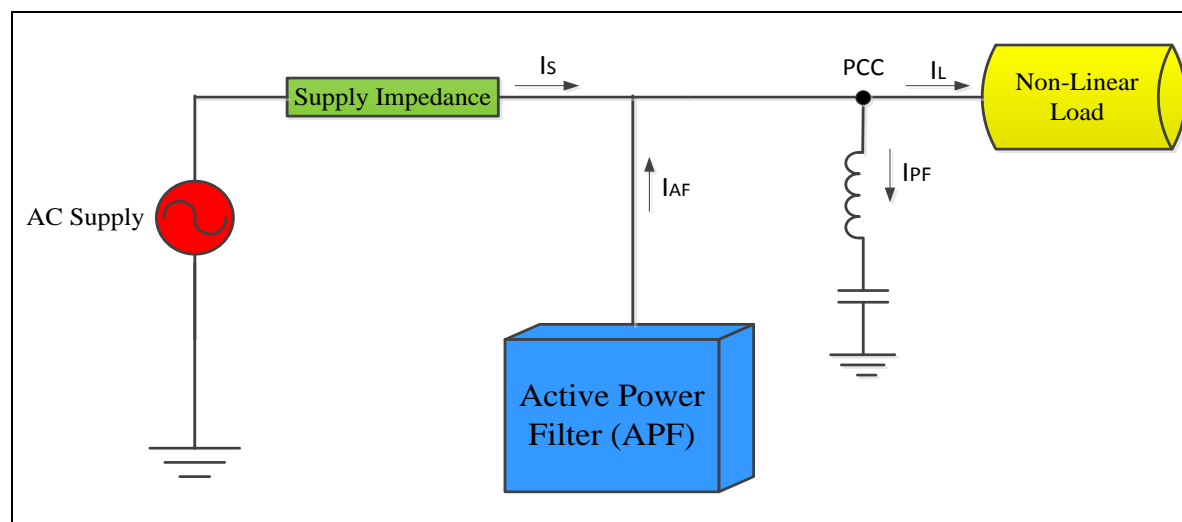 Supply Impedance
IS
PCC
IL
Non-Linear
Load
IPF
IAF
AC Supply
Active Power
Filter (APF)